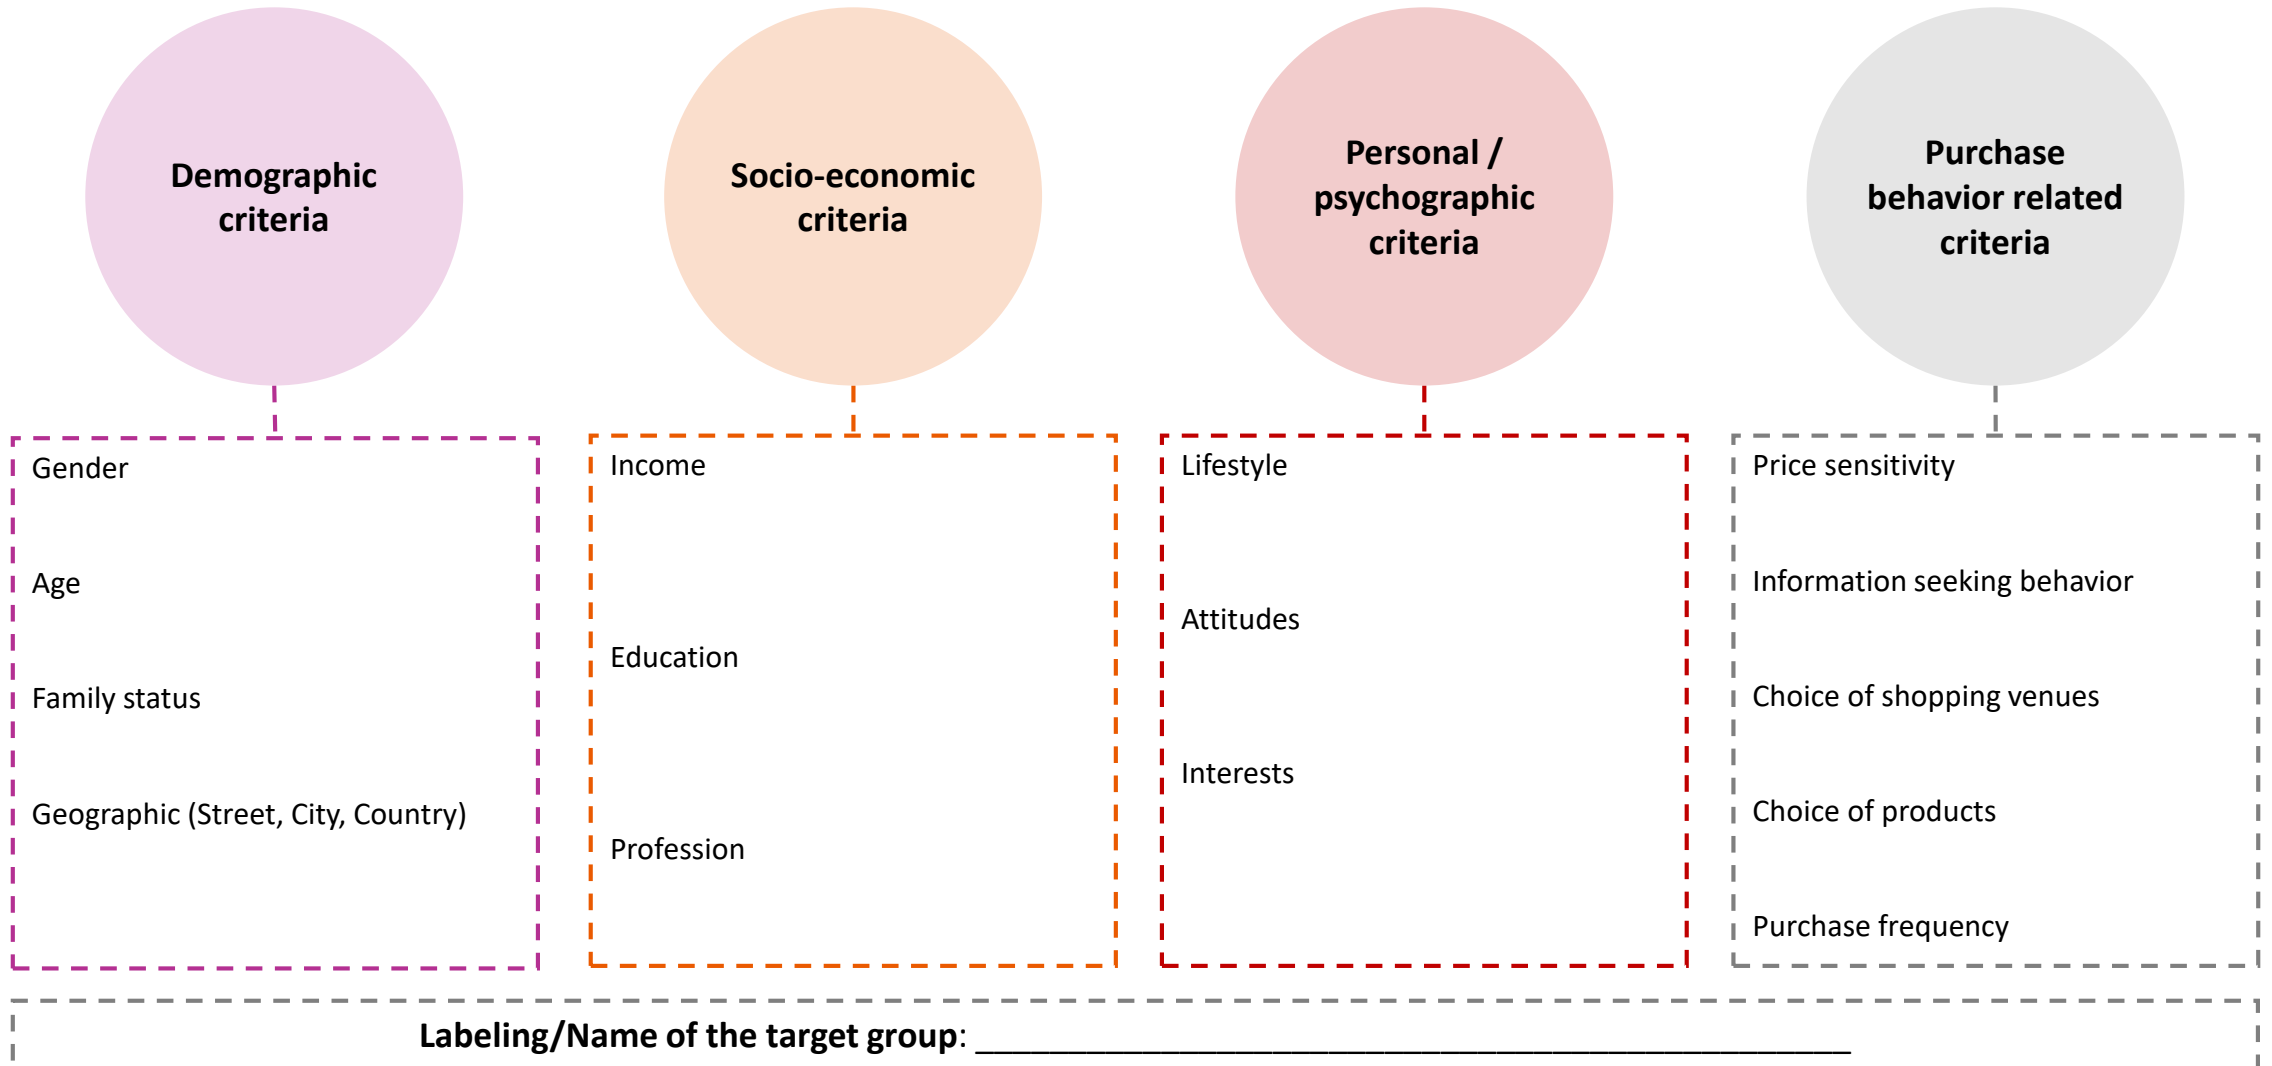 Demographic
criteria
Socio-economic
criteria
Personal /
psychographic
criteria
Purchase
behavior related
criteria
Gender
Age
Family status
Geographic (Street, City, Country)
Income
Education
Profession
Lifestyle
Attitudes
Interests
Price sensitivity
Information seeking behavior
Choice of shopping venues
Choice of products
Purchase frequency
Labeling/Name of the target group: ______________________________________________